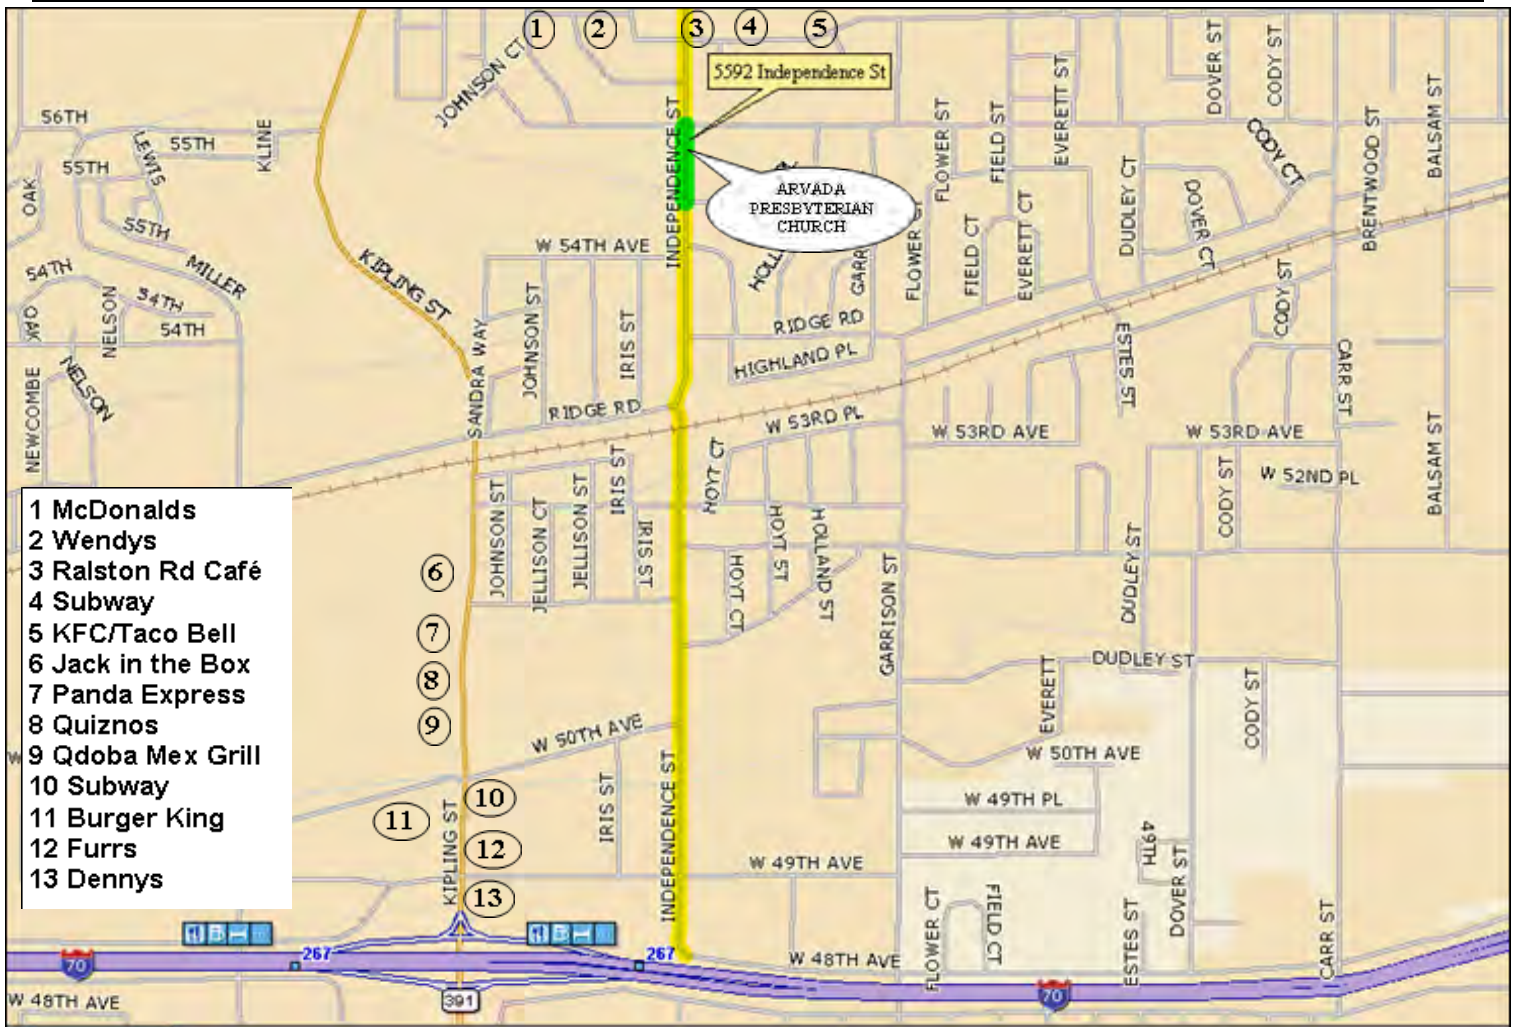 1
2
3
4
5
5592 Independence St
JOHNSON CT
INDEPENDENCE ST
DOVER ST
CODY ST
EVERETT ST
BALSAM ST
56TH
55TH
KLINE
LEWIS
55TH
OAK
55TH
MILLER
FLOWER ST
FIELD ST
CODY CT
BRENTWOOD ST
DUDLEY CT
DOVER CT
ARVADA
PRESBYTERIAN
CHURCH
INDEPENDENCE ST
W 54TH AVE
KIPLING ST
FLOWER CT
FIELD CT
EVERETT CT
54TH
54TH
54TH
OAK
NELSON
NELSON
NEWCOMBE
SANDRA WAY
JOHNSON ST
IRIS ST
RIDGE RD
HIGHLAND PL
CODY ST
ESTES ST
CARR ST
RIDGE RD
W 53RD PL
W 53RD AVE
W 53RD AVE
W 52ND PL
BALSAM ST
CODY ST
HOYT CT
IRIS ST
JOHNSON ST
JELLISON CT
JELLISON ST
IRIS ST
HOYT ST
HOLLAND ST
HOYT CT
GARRISON ST
DUDLEY ST
1 McDonalds
2 Wendys
3 Ralston Rd Café
4 Subway
5 KFC/Taco Bell
6 Jack in the Box
7 Panda Express
8 Quiznos
9 Qdoba Mex Grill
10 Subway
11 Burger King
12 Furrs
13 Dennys
6
7
8
9
10
11
12
13
DUDLEY ST
EVERETT
CODY ST
W 50TH AVE
W 50TH AVE
W 49TH PL
W 49TH AVE
W 49TH AVE
49TH
DOVER ST
KIPLING ST
IRIS ST
INDEPENDENCE ST
FLOWER CT
FIELD CT
ESTES ST
CARR ST
267
267
W 48TH AVE
70
70
391
W 48TH AVE